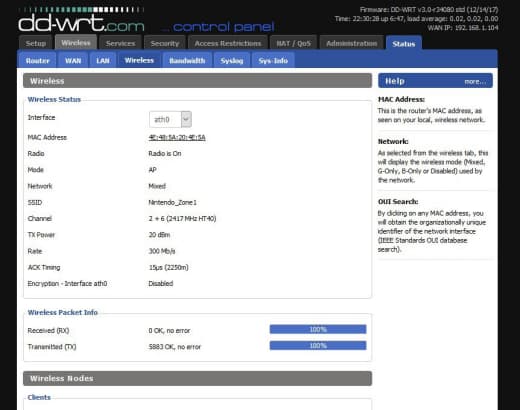 dd-wrt.com ... control panel
Firmware: DD-WRT v3.0-r34080 std (12/14/17)
Time: 22:30:28 up 6:47, load average: 0.02, 0.02, 0.00
WAN IP: 192.168.1.104
Setup Wireless Services Security Access Restrictions NAT / QoS Administration Status
Router WAN LAN Wireless Bandwidth Syslog Sys-Info
Wireless
Wireless Status
Interface ath0
MAC Address 4E:48:5A:20:4E:5A
Radio Radio is On
Mode AP
Network Mixed
SSID Nintendo_Zone1
Channel 2 + 6 (2417 MHz HT40)
TX Power 20 dBm
Rate 300 Mb/s
ACK Timing 15µs (2250m)
Encryption - Interface ath0 Disabled
Wireless Packet Info
Received (RX) 0 OK, no error 100%
Transmitted (TX) 5883 OK, no error 100%
Wireless Nodes
Clients
Help more...
MAC Address:
This is the router's MAC address, as
seen on your local, wireless network.
Network:
As selected from the wireless tab, this
will display the wireless mode (Mixed,
G-Only, B-Only or Disabled) used by
the network.
OUI Search:
By clicking on any MAC address, you
will obtain the organizationally unique
identifier of the network interface
(IEEE Standards OUI database
search).